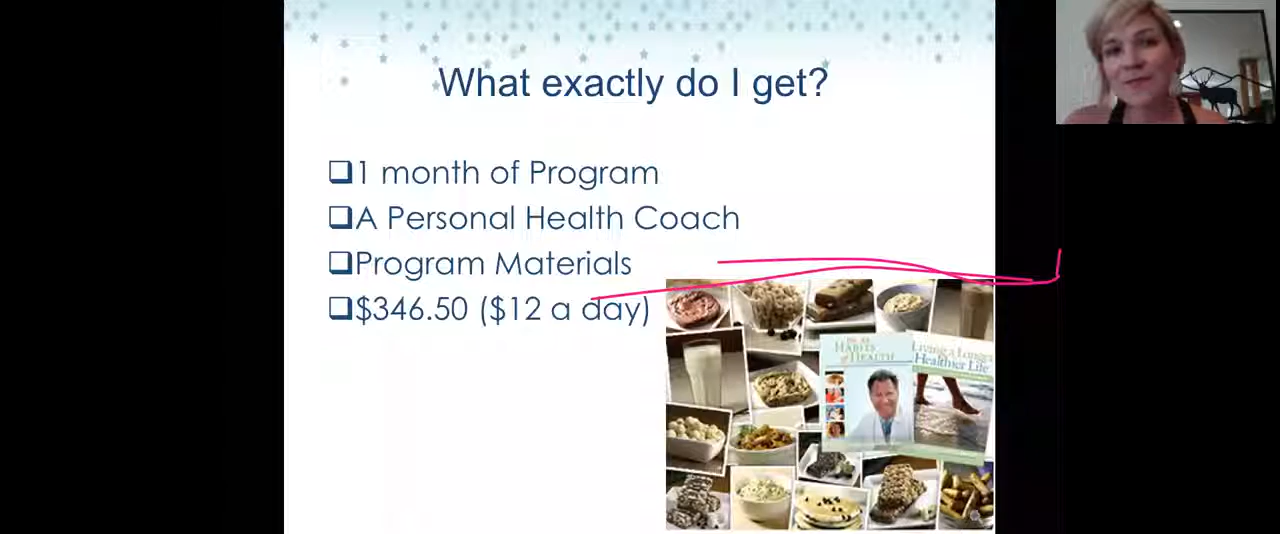 What exactly do I get?
❑1 month of Program
❑A Personal Health Coach
❑Program Materials
❑$346.50 ($12 a day)
HABITS
of HEALTH
Living a Longer
Healthier Life